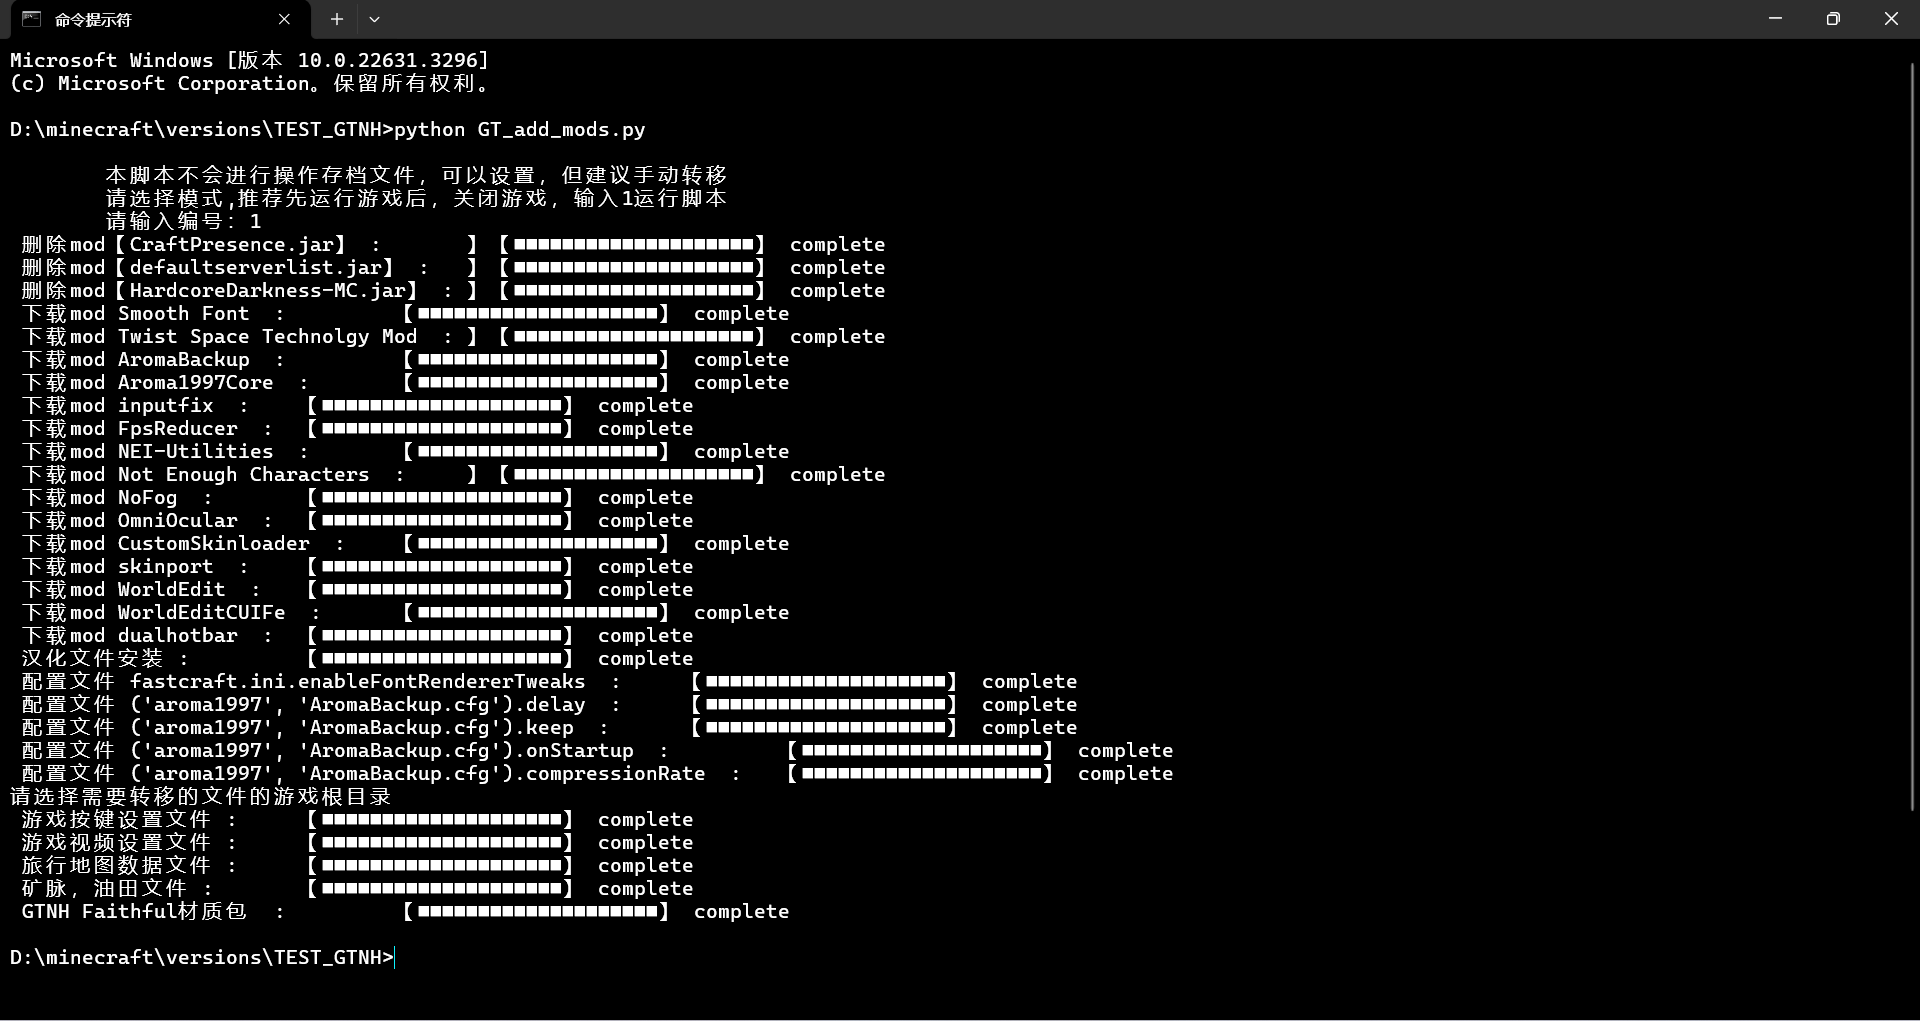 命令提示符
Microsoft Windows [版本 10.0.22631.3296]
(c) Microsoft Corporation。保留所有权利。
D:\minecraft\versions\TEST_GTNH>python GT_add_mods.py
本脚本不会进行操作存档文件，可以设置，但建议手动转移
请选择模式,推荐先运行游戏后，关闭游戏，输入1运行脚本
请输入编号：1
删除mod【CraftPresence.jar】 : 】【■■■■■■■■■■■■■■■■■■■■】 complete
删除mod【defaultserverlist.jar】 : 】【■■■■■■■■■■■■■■■■■■■■】 complete
删除mod【HardcoreDarkness-MC.jar】 : 】【■■■■■■■■■■■■■■■■■■■■】 complete
下载mod Smooth Font : 【■■■■■■■■■■■■■■■■■■■■】 complete
下载mod Twist Space Technolgy Mod : 】【■■■■■■■■■■■■■■■■■■■■】 complete
下载mod AromaBackup : 【■■■■■■■■■■■■■■■■■■■■】 complete
下载mod Aroma1997Core : 【■■■■■■■■■■■■■■■■■■■■】 complete
下载mod inputfix : 【■■■■■■■■■■■■■■■■■■■■】 complete
下载mod FpsReducer : 【■■■■■■■■■■■■■■■■■■■■】 complete
下载mod NEI-Utilities : 【■■■■■■■■■■■■■■■■■■■■】 complete
下载mod Not Enough Characters : 】【■■■■■■■■■■■■■■■■■■■■】 complete
下载mod NoFog : 【■■■■■■■■■■■■■■■■■■■■】 complete
下载mod OmniOcular : 【■■■■■■■■■■■■■■■■■■■■】 complete
下载mod CustomSkinloader : 【■■■■■■■■■■■■■■■■■■■■】 complete
下载mod skinport : 【■■■■■■■■■■■■■■■■■■■■】 complete
下载mod WorldEdit : 【■■■■■■■■■■■■■■■■■■■■】 complete
下载mod WorldEditCUIFe : 【■■■■■■■■■■■■■■■■■■■■】 complete
下载mod dualhotbar : 【■■■■■■■■■■■■■■■■■■■■】 complete
汉化文件安装 : 【■■■■■■■■■■■■■■■■■■■■】 complete
配置文件 fastcraft.ini.enableFontRendererTweaks : 【■■■■■■■■■■■■■■■■■■■■】 complete
配置文件 ('aroma1997', 'AromaBackup.cfg').delay : 【■■■■■■■■■■■■■■■■■■■■】 complete
配置文件 ('aroma1997', 'AromaBackup.cfg').keep : 【■■■■■■■■■■■■■■■■■■■■】 complete
配置文件 ('aroma1997', 'AromaBackup.cfg').onStartup : 【■■■■■■■■■■■■■■■■■■■■】 complete
配置文件 ('aroma1997', 'AromaBackup.cfg').compressionRate : 【■■■■■■■■■■■■■■■■■■■■】 complete
请选择需要转移的文件的游戏根目录
游戏按键设置文件 : 【■■■■■■■■■■■■■■■■■■■■】 complete
游戏视频设置文件 : 【■■■■■■■■■■■■■■■■■■■■】 complete
旅行地图数据文件 : 【■■■■■■■■■■■■■■■■■■■■】 complete
矿脉，油田文件 : 【■■■■■■■■■■■■■■■■■■■■】 complete
GTNH Faithful材质包 : 【■■■■■■■■■■■■■■■■■■■■】 complete
D:\minecraft\versions\TEST_GTNH>